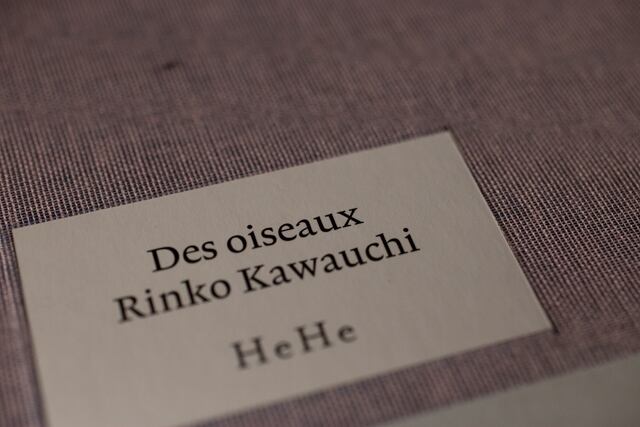 Des oiseaux
Rinko Kawauchi
HeHe